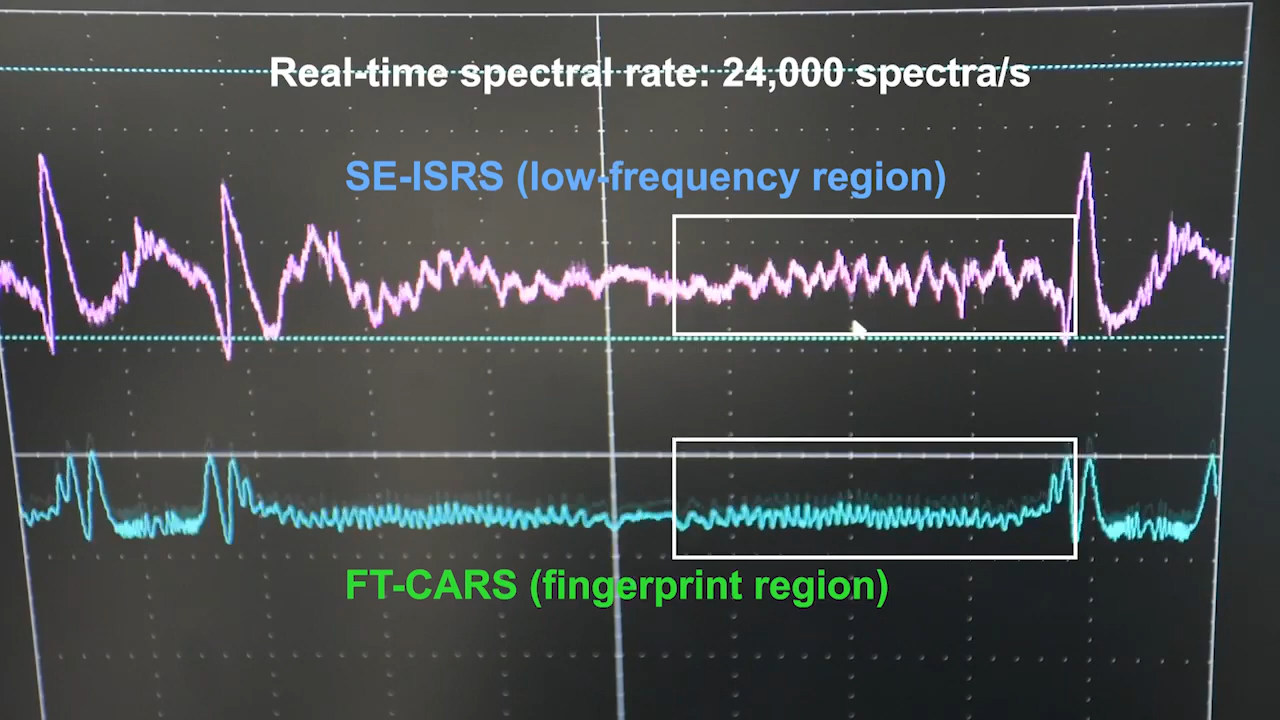 Real-time spectral rate: 24,000 spectra/s
SE-ISRS (low-frequency region)
FT-CARS (fingerprint region)